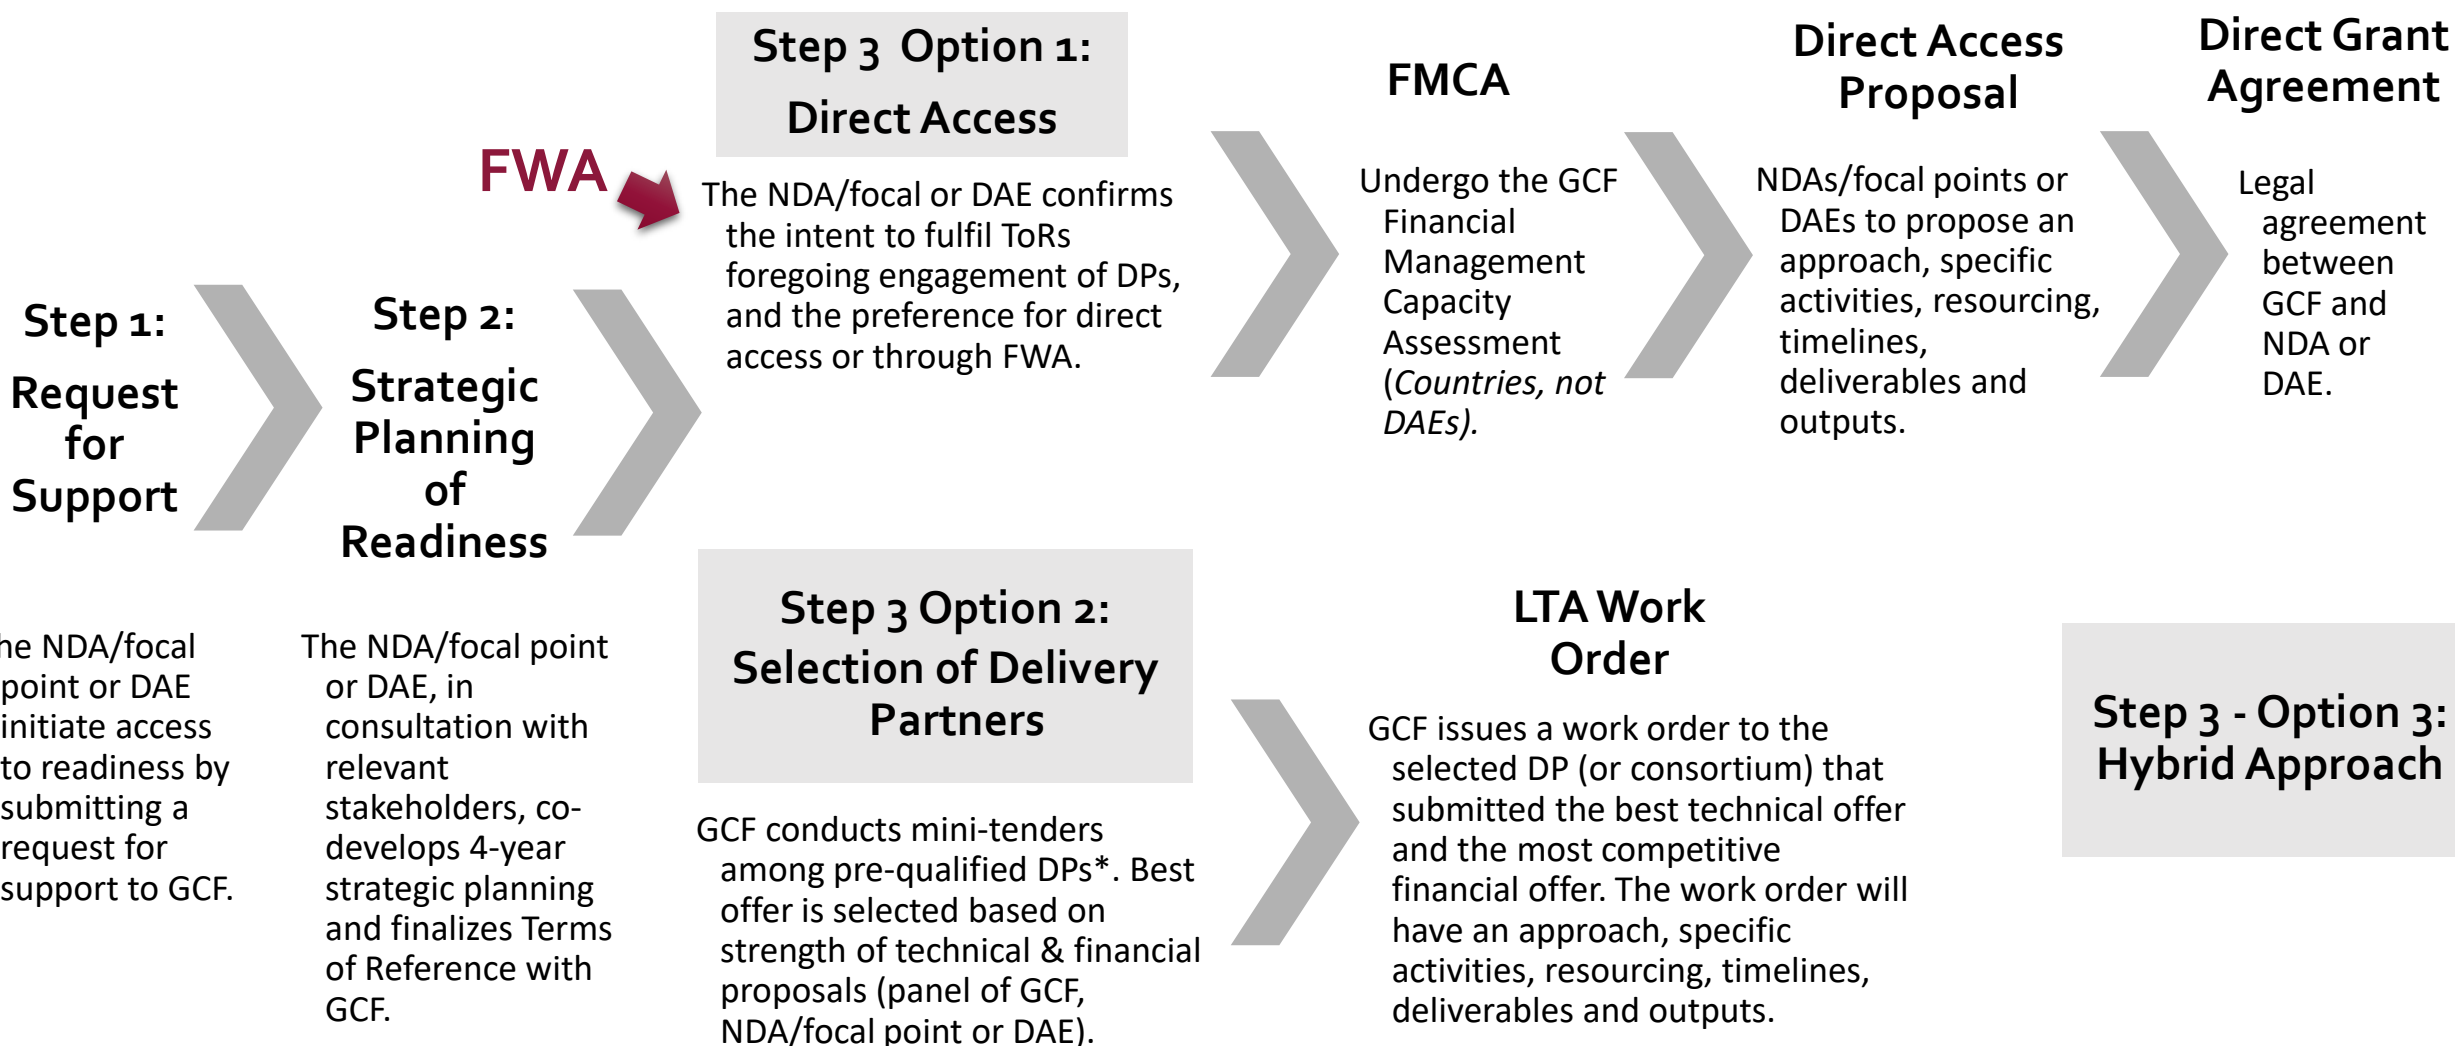 Step 1:
Request
for
Support
he NDA/focal
point or DAE
initiate access
to readiness by
submitting a
request for
support to GCF.
Step 2:
Strategic
Planning
of
Readiness
The NDA/focal point
or DAE, in
consultation with
relevant
stakeholders, co-
develops 4-year
strategic planning
and finalizes Terms
of Reference with
GCF.
FWA
Step 3 Option 1:
Direct Access
The NDA/focal or DAE confirms
the intent to fulfil ToRs
foregoing engagement of DPs,
and the preference for direct
access or through FWA.
FMCA
Undergo the GCF
Financial
Management
Capacity
Assessment
(Countries, not
DAEs).
Direct Access
Proposal
NDAs/focal points or
DAEs to propose an
approach, specific
activities, resourcing,
timelines,
deliverables and
outputs.
Direct Grant
Agreement
Legal
agreement
between
GCF and
NDA or
DAE.
Step 3 Option 2:
Selection of Delivery
Partners
GCF conducts mini-tenders
among pre-qualified DPs*. Best
offer is selected based on
strength of technical & financial
proposals (panel of GCF,
NDA/focal point or DAE).
LTA Work
Order
GCF issues a work order to the
selected DP (or consortium) that
submitted the best technical offer
and the most competitive
financial offer. The work order will
have an approach, specific
activities, resourcing, timelines,
deliverables and outputs.
Step 3 - Option 3:
Hybrid Approach